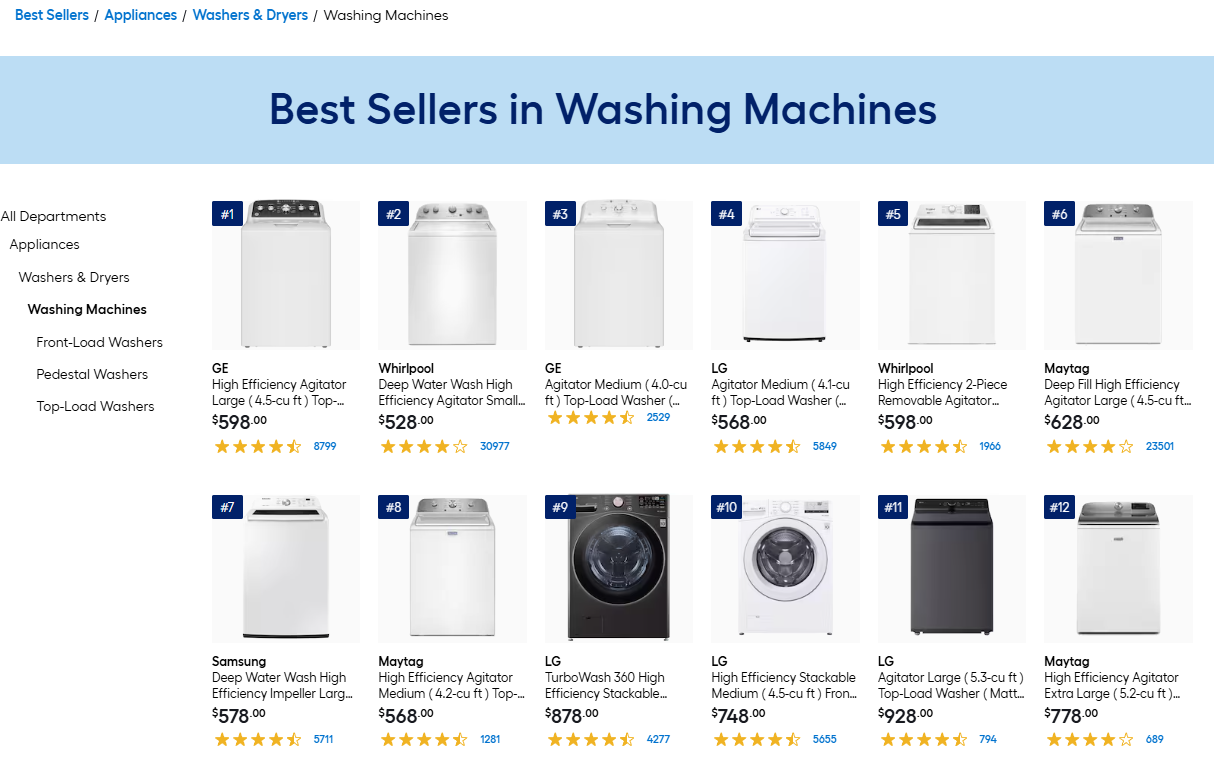 Best Sellers / Appliances / Washers & Dryers / Washing Machines
Best Sellers in Washing Machines
All Departments
Appliances
Washers & Dryers
Washing Machines
Front-Load Washers
Pedestal Washers
Top-Load Washers
#1
GE
High Efficiency Agitator
Large ( 4.5-cu ft ) Top-...
$598.00
8799
#2
Whirlpool
Deep Water Wash High
Efficiency Agitator Small...
$528.00
30977
#3
GE
Agitator Medium ( 4.0-cu
ft ) Top-Load Washer (...
2529
#4
LG
Agitator Medium ( 4.1-cu
ft ) Top-Load Washer (...
$568.00
5849
#5
Whirlpool
High Efficiency 2-Piece
Removable Agitator...
$598.00
1966
#6
Maytag
Deep Fill High Efficiency
Agitator Large ( 4.5-cu ft...
$628.00
23501
#7
Samsung
Deep Water Wash High
Efficiency Impeller Larg...
$578.00
5711
#8
Maytag
High Efficiency Agitator
Medium ( 4.2-cu ft ) Top-...
$568.00
1281
#9
LG
TurboWash 360 High
Efficiency Stackable...
$878.00
4277
#10
LG
High Efficiency Stackable
Medium ( 4.5-cu ft ) Fron...
$748.00
5655
#11
LG
Agitator Large ( 5.3-cu ft )
Top-Load Washer ( Matt...
$928.00
794
#12
Maytag
High Efficiency Agitator
Extra Large ( 5.2-cu ft )...
$778.00
689